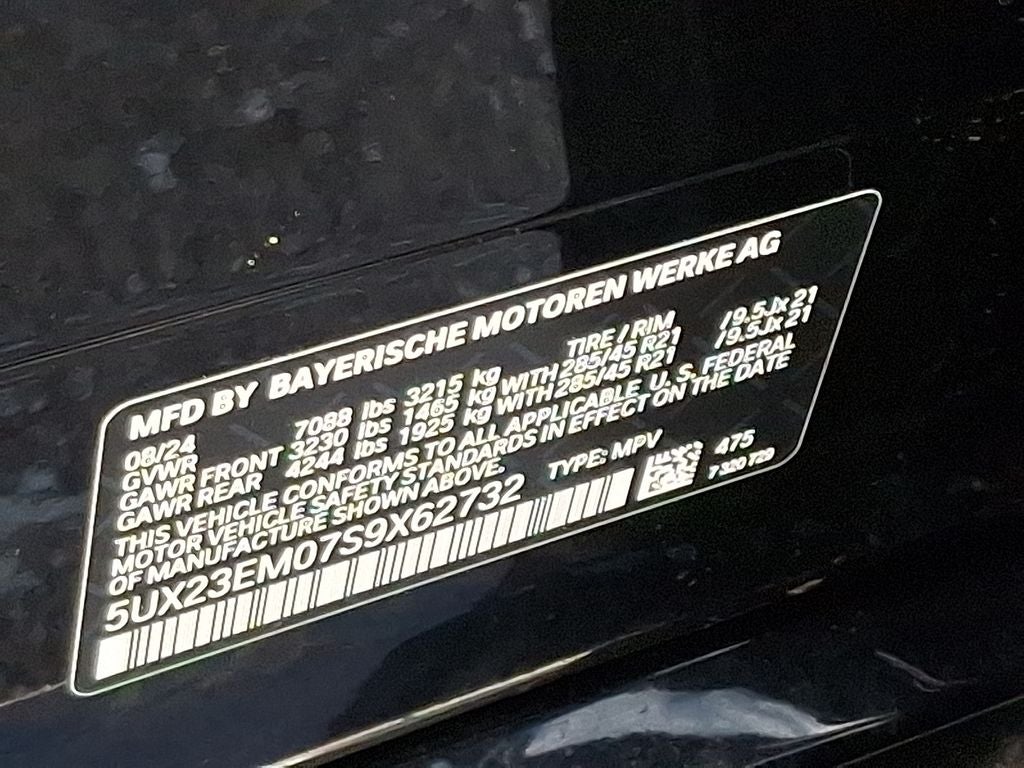 MFD BY BAYERISCHE MOTOREN WERKE AG
08/24 TIRE / RIM
GVWR 7088 lbs 3215 kg
GAWR FRONT 3230 lbs 1465 kg WITH 285/45 R21 /9.5Jx21
GAWR REAR 4244 lbs 1925 kg WITH 285/45 R21 /9.5Jx21
THIS VEHICLE CONFORMS TO ALL APPLICABLE U.S. FEDERAL
MOTOR VEHICLE SAFETY STANDARDS IN EFFECT ON THE DATE
OF MANUFACTURE SHOWN ABOVE.
5UX23EM07S9X62732 TYPE: MPV 475
7 320 729